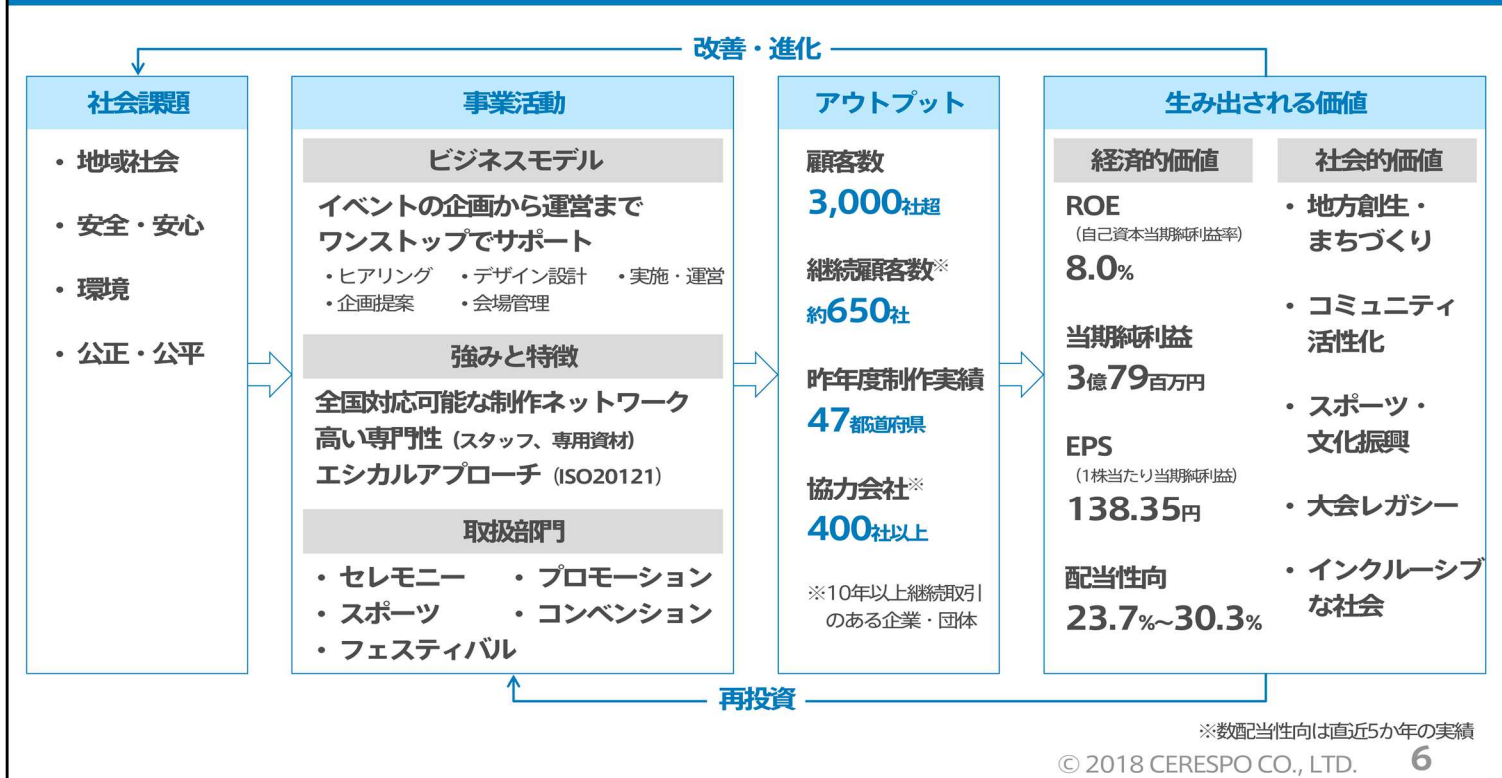 改善・進化
社会課題
・ 地域社会
・ 安全・安心
・ 環境
・ 公正・公平
事業活動
ビジネスモデル
イベントの企画から運営まで
ワンストップでサポート
・ヒアリング ・デザイン設計 ・実施・運営
・企画提案 ・会場管理
強みと特徴
全国対応可能な制作ネットワーク
高い専門性（スタッフ、専用資材）
エシカルアプローチ（ISO20121）
取扱部門
・ セレモニー ・ プロモーション
・ スポーツ ・ コンベンション
・ フェスティバル
アウトプット
顧客数
3,000社超
継続顧客数※
約650社
昨年度制作実績
47都道府県
協力会社※
400社以上
※10年以上継続取引
のある企業・団体
生み出される価値
経済的価値
ROE
（自己資本当期純利益率）
8.0%
当期純利益
3億79百万円
EPS
（1株当たり当期純利益）
138.35円
配当性向
23.7%~30.3%
社会的価値
・ 地方創生・
まちづくり
・ コミュニティ
活性化
・ スポーツ・
文化振興
・ 大会レガシー
・ インクルーシブ
な社会
再投資
※数配当性向は直近5か年の実績
© 2018 CERESPO CO., LTD. 6